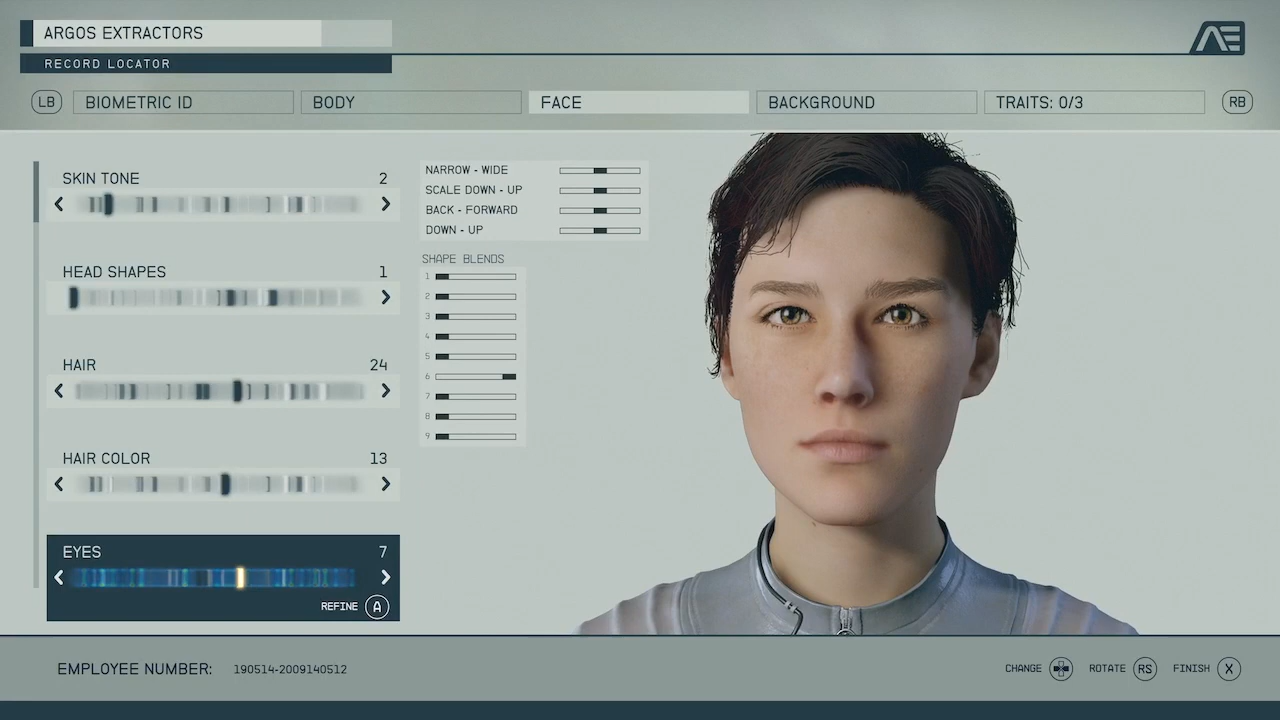 ARGOS EXTRACTORS
RECORD LOCATOR
AE
LB BIOMETRIC ID BODY FACE BACKGROUND TRAITS: 0/3 RB
SKIN TONE 2
HEAD SHAPES 1
HAIR 24
HAIR COLOR 13
EYES 7
REFINE A
NARROW - WIDE
SCALE DOWN - UP
BACK - FORWARD
DOWN - UP
SHAPE BLENDS
1
2
3
4
5
6
7
8
9
EMPLOYEE NUMBER: 190514-2009140512
CHANGE ROTATE RS FINISH X